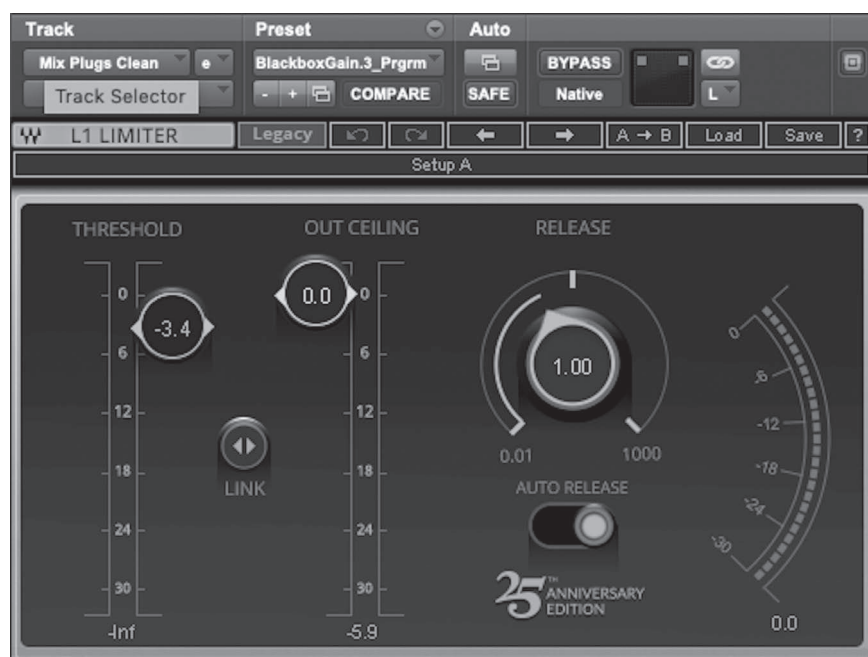 Track Preset Auto
Mix Plugs Clean e BlackboxGain.3_Prgrm BYPASS
Track Selector - + COMPARE SAFE Native L
L1 LIMITER Legacy A → B Load Save ?
Setup A
THRESHOLD OUT CEILING RELEASE
0 0.0 0
-3.4
6 6 1.00 0
-6
12 12 -12
0.01 1000
18 18 -18
LINK AUTO RELEASE
24 24 -24
-30
30 30 25TH ANNIVERSARY
EDITION
-Inf -5.9 0.0